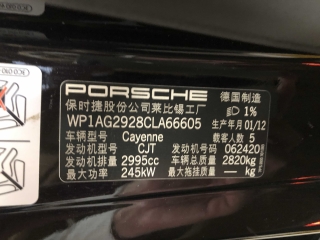 PORSCHE 德国制造
保时捷股份公司莱比锡工厂 1%
WP1AG2928CLA66605 生产年月 01/12
车辆型号 Cayenne 载客人数 5
发动机型号 CJT 发动机号码 062420
发动机排量 2995cc 车辆总质量 2820kg
最大功率 245kW 最大拖挂质量 — kg